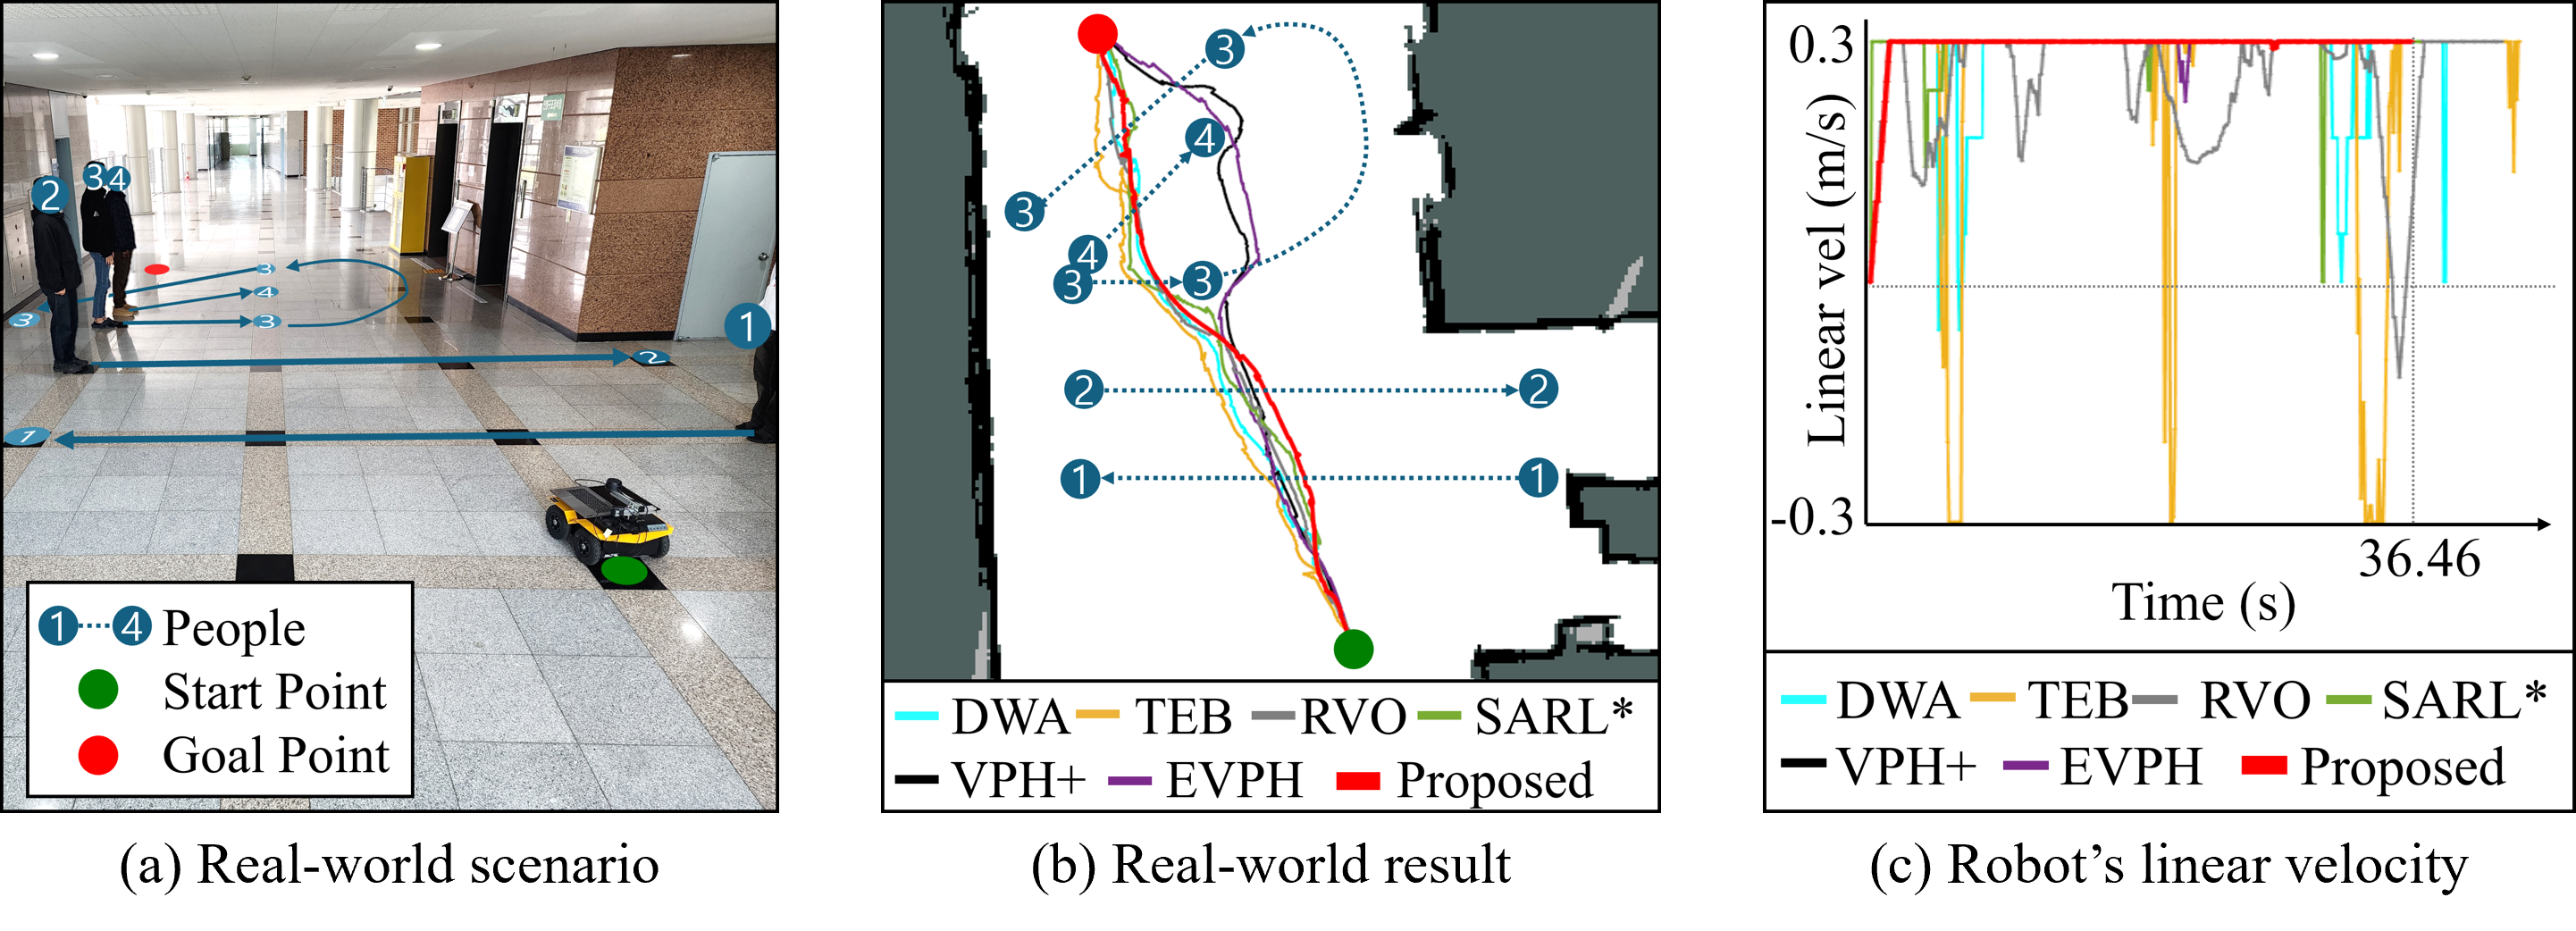 2
3 4
3
4
3
3
2
1
1
1 4 People
Start Point
Goal Point
(a) Real-world scenario
3
4
3
4
3 3
2 2
1 1
DWA TEB RVO SARL*
VPH+ EVPH Proposed
(b) Real-world result
0.3
Linear vel (m/s)
-0.3
36.46
Time (s)
DWA TEB RVO SARL*
VPH+ EVPH Proposed
(c) Robot's linear velocity